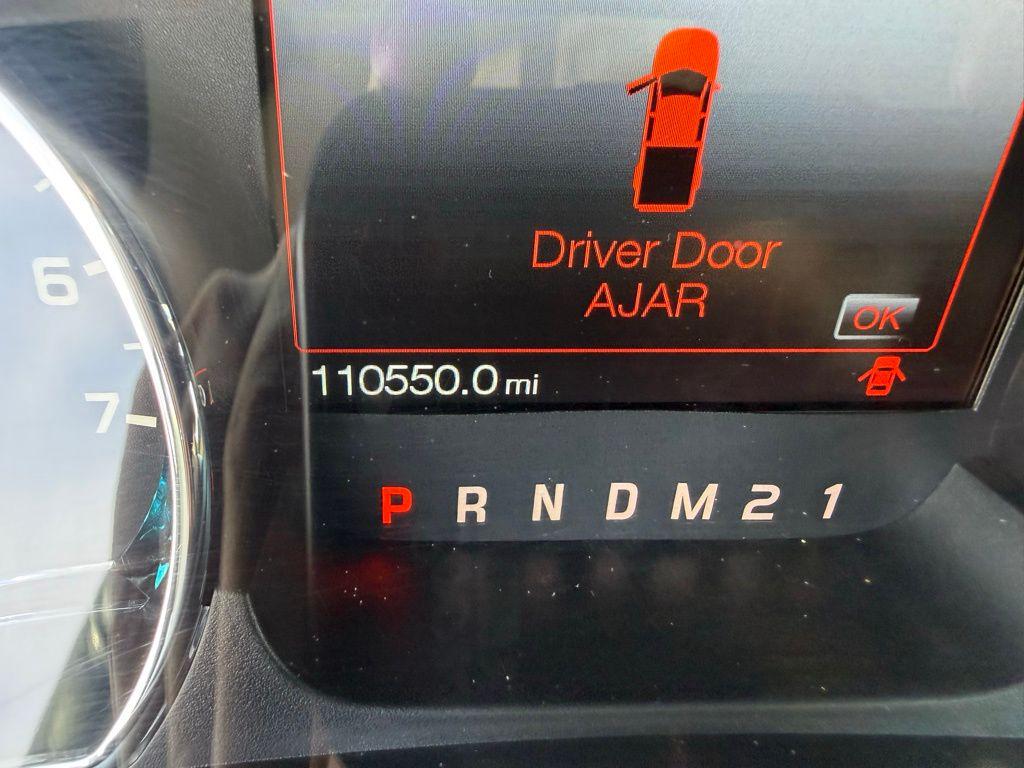 Driver Door
AJAR
OK
110550.0 mi
6
7
P R N D M 2 1